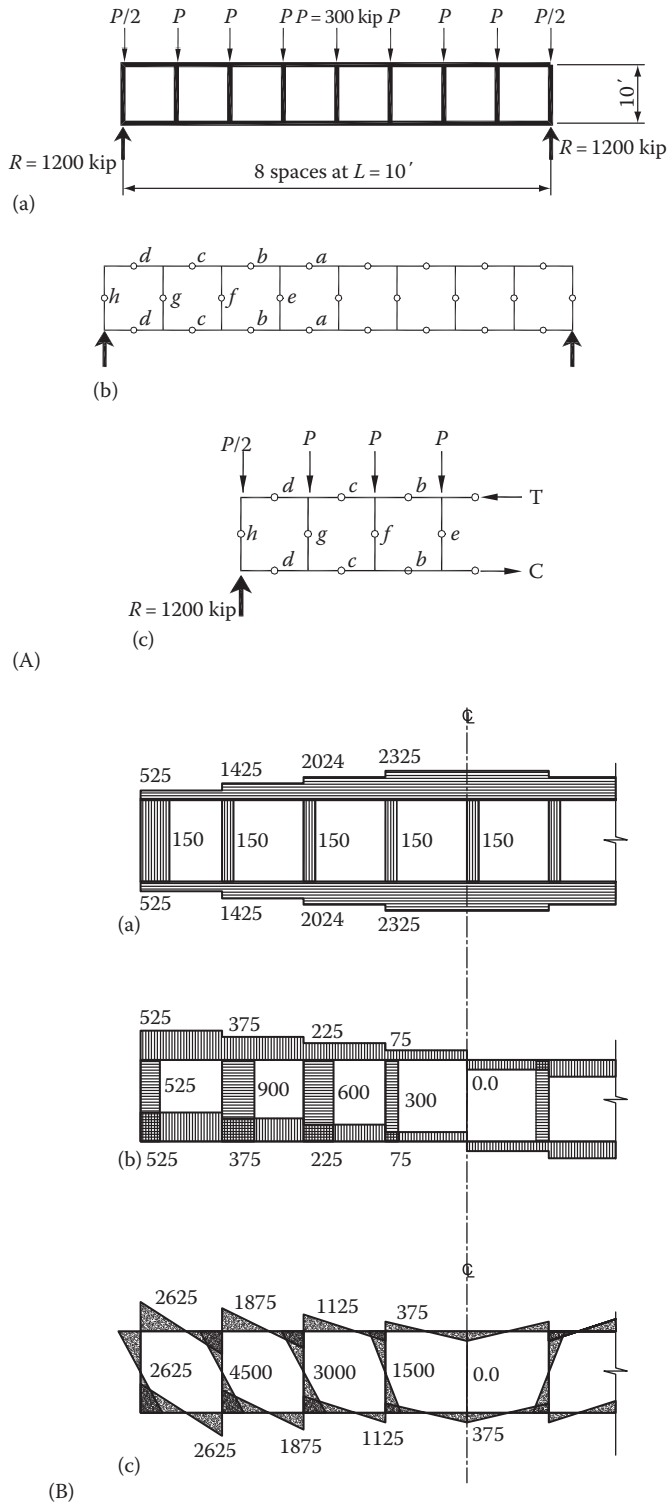 P/2 P P P P = 300 kip P P P P/2
10′
R = 1200 kip
R = 1200 kip
8 spaces at L = 10′
(a)
d c b a
h g f e
d c b a
(b)
P/2 P P P
d c b T
h g f e
d c b C
R = 1200 kip
(c)
(A)
℄
525 1425 2024 2325
150 150 150 150 150
525 1425 2024 2325
(a)
525 375 225 75
525 900 600 300 0.0
525 375 225 75
(b)
℄
2625 1875 1125 375
2625 4500 3000 1500 0.0
2625 1875 1125 375
(c)
(B)